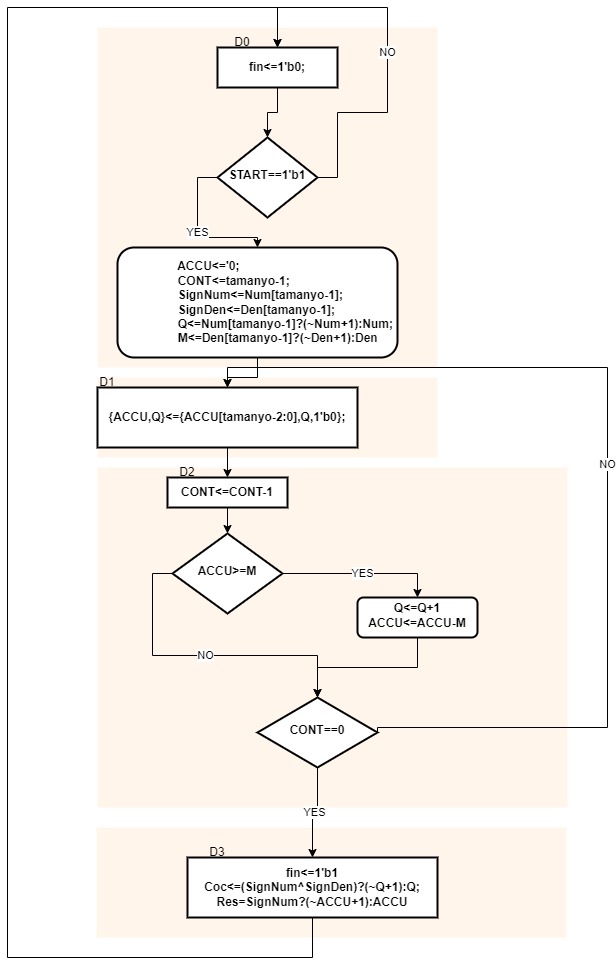 D0
fin<=1'b0;
NO
START==1'b1
YES
ACCU<='0;
CONT<=tamanyo-1;
SignNum<=Num[tamanyo-1];
SignDen<=Den[tamanyo-1];
Q<=Num[tamanyo-1]?(~Num+1):Num;
M<=Den[tamanyo-1]?(~Den+1):Den
D1
{ACCU,Q}<={ACCU[tamanyo-2:0],Q,1'b0};
NO
D2
CONT<=CONT-1
ACCU>=M
YES
Q<=Q+1
ACCU<=ACCU-M
NO
CONT==0
YES
D3
fin<=1'b1
Coc<=(SignNum^SignDen)?(~Q+1):Q;
Res=SignNum?(~ACCU+1):ACCU